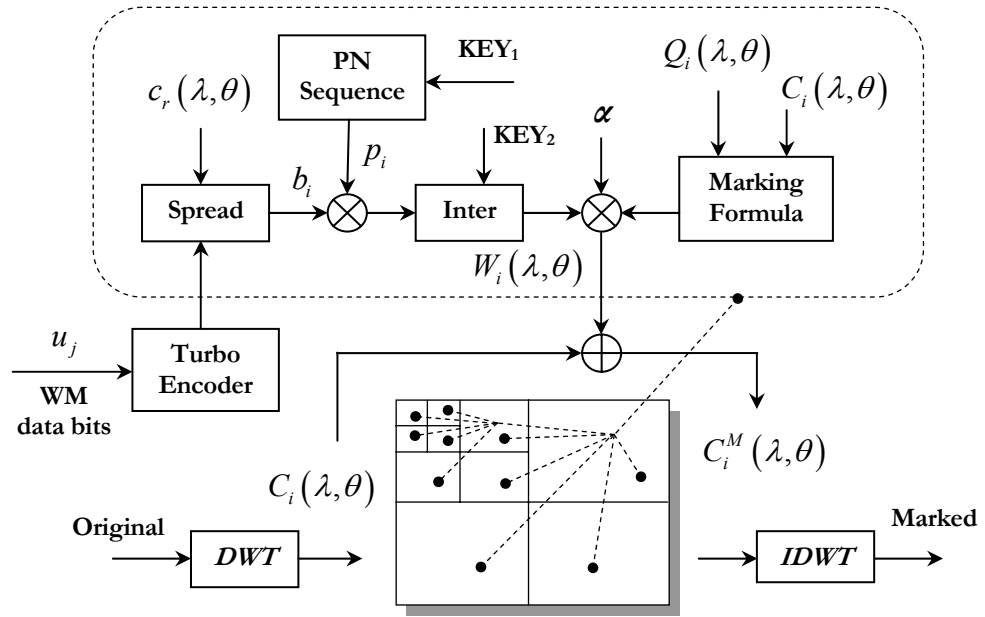 PN
Sequence
KEY₁
c_r(λ,θ)
Q_i(λ,θ)
C_i(λ,θ)
KEY₂
α
p_i
b_i
Spread
Inter
Marking
Formula
W_i(λ,θ)
u_j
WM
data bits
Turbo
Encoder
C_i(λ,θ)
C_i^M(λ,θ)
Original
DWT
IDWT
Marked